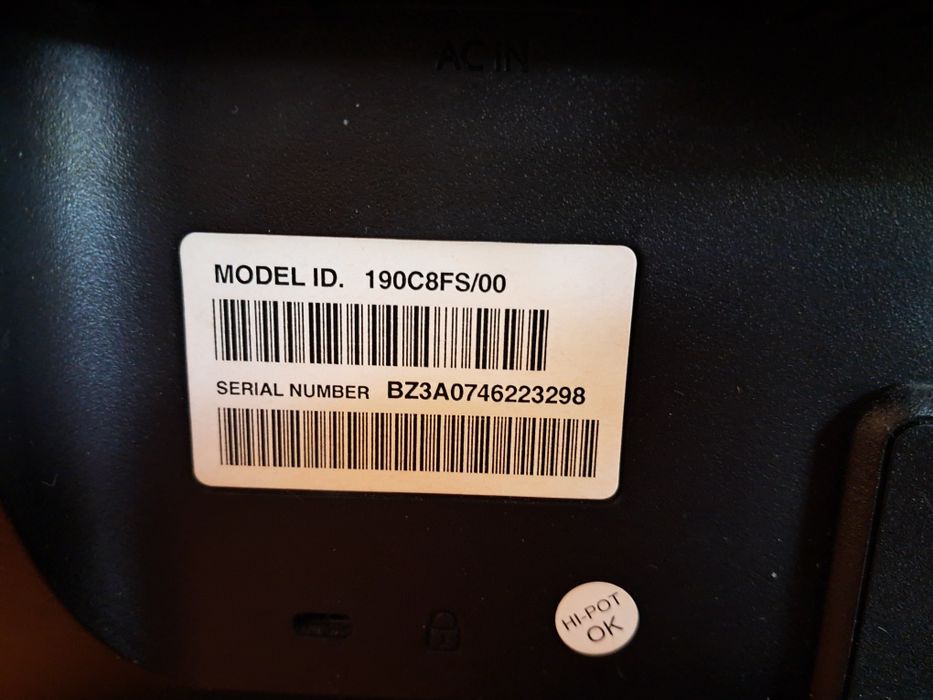 AC IN
MODEL ID. 190C8FS/00
SERIAL NUMBER BZ3A0746223298
HI-POT
OK